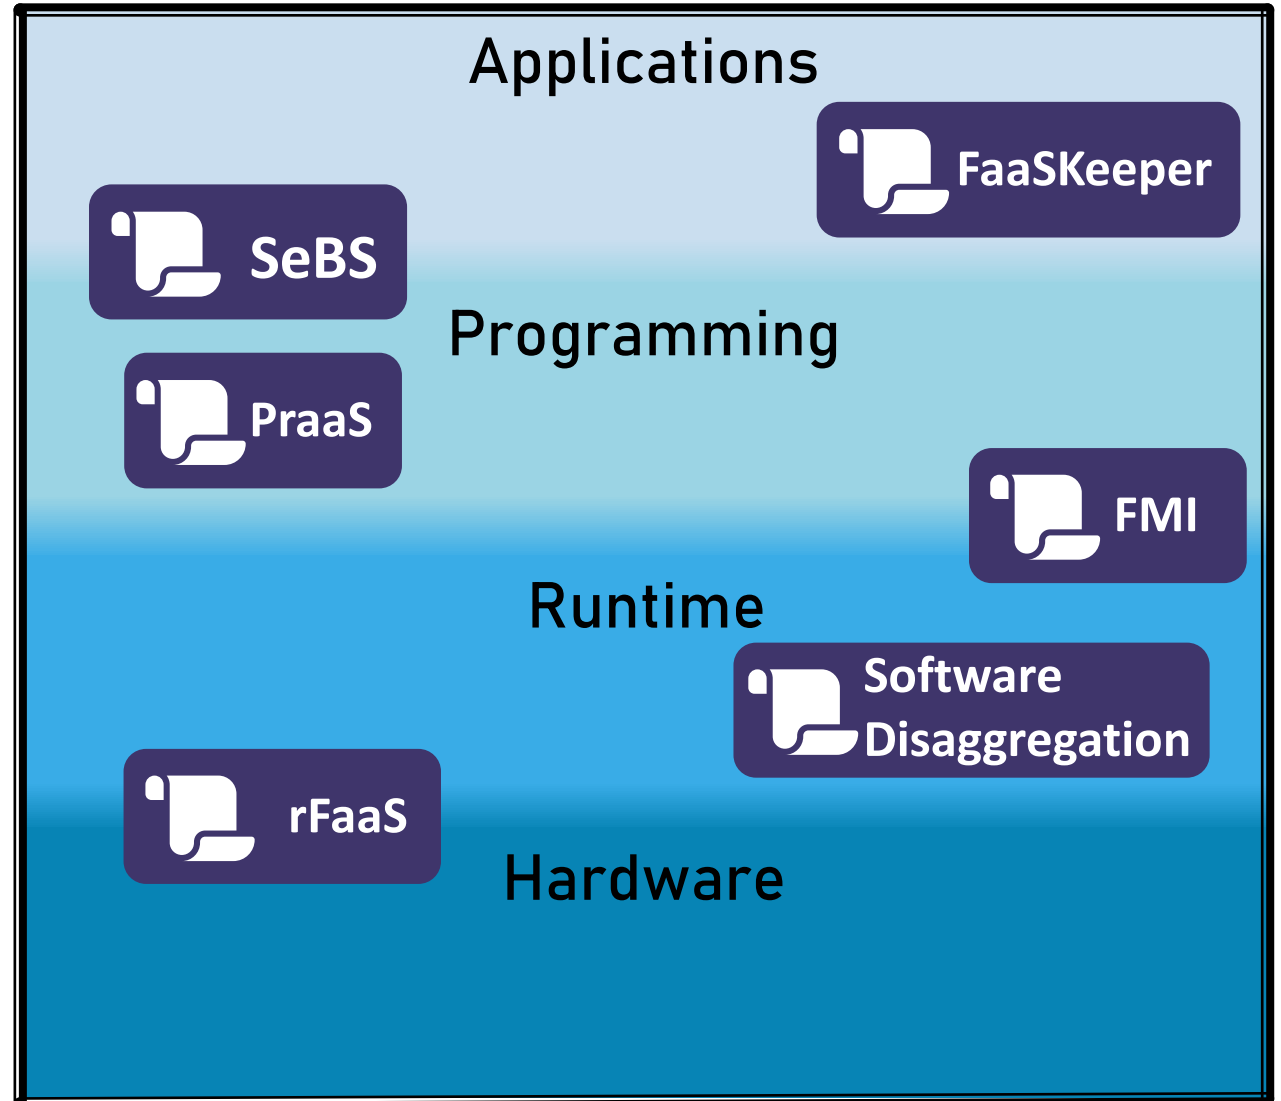 Applications
FaaSKeeper
SeBS
Programming
PraaS
FMI
Runtime
Software
Disaggregation
rFaaS
Hardware